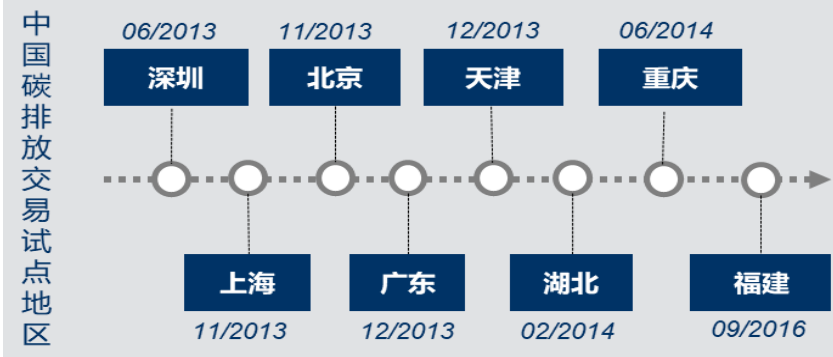 中国碳排放交易试点地区
06/2013
深圳
11/2013
北京
12/2013
天津
06/2014
重庆
上海
11/2013
广东
12/2013
湖北
02/2014
福建
09/2016